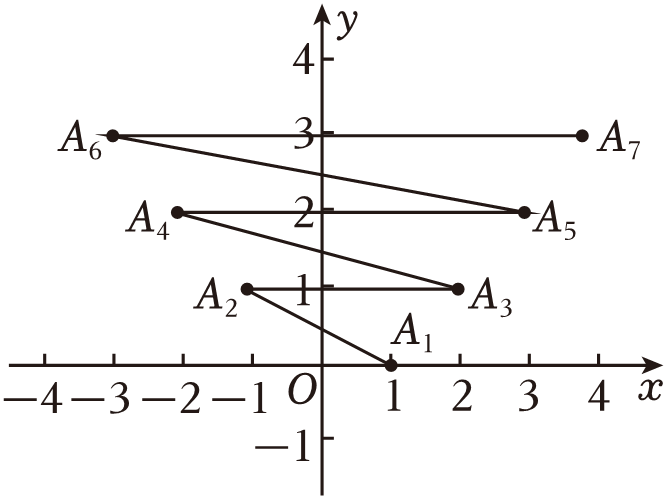 y
4
A₆ 3 A₇
A₄ 2 A₅
A₂ 1 A₃
A₁
−4 −3 −2 −1 O 1 2 3 4 x
−1